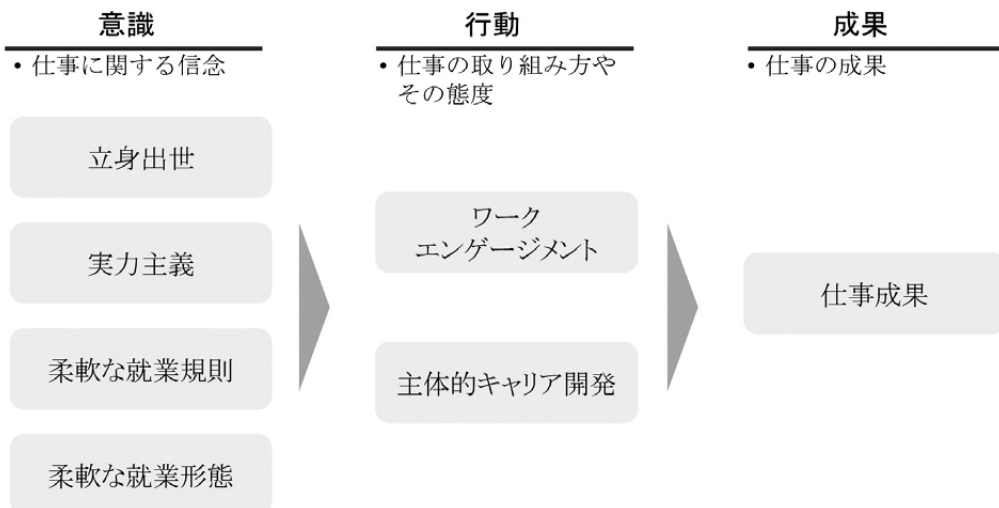 意識
• 仕事に関する信念
立身出世
実力主義
柔軟な就業規則
柔軟な就業形態
行動
• 仕事の取り組み方や
その態度
ワーク
エンゲージメント
主体的キャリア開発
成果
• 仕事の成果
仕事成果